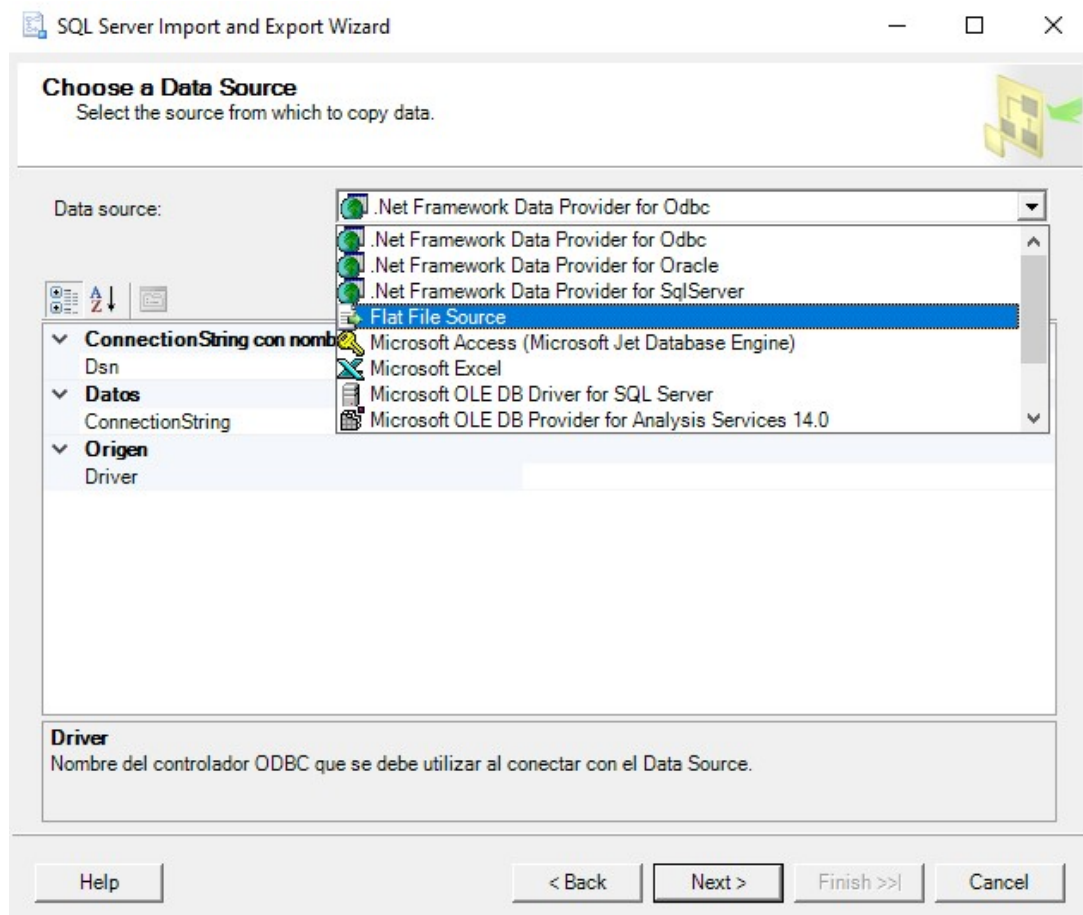 SQL Server Import and Export Wizard
Choose a Data Source
Select the source from which to copy data.
Data source:
.Net Framework Data Provider for Odbc
.Net Framework Data Provider for Odbc
.Net Framework Data Provider for Oracle
.Net Framework Data Provider for SqlServer
Flat File Source
Microsoft Access (Microsoft Jet Database Engine)
Microsoft Excel
Microsoft OLE DB Driver for SQL Server
Microsoft OLE DB Provider for Analysis Services 14.0
ConnectionString con nomb
Dsn
Datos
ConnectionString
Origen
Driver
Driver
Nombre del controlador ODBC que se debe utilizar al conectar con el Data Source.
Help
< Back
Next >
Finish >>|
Cancel